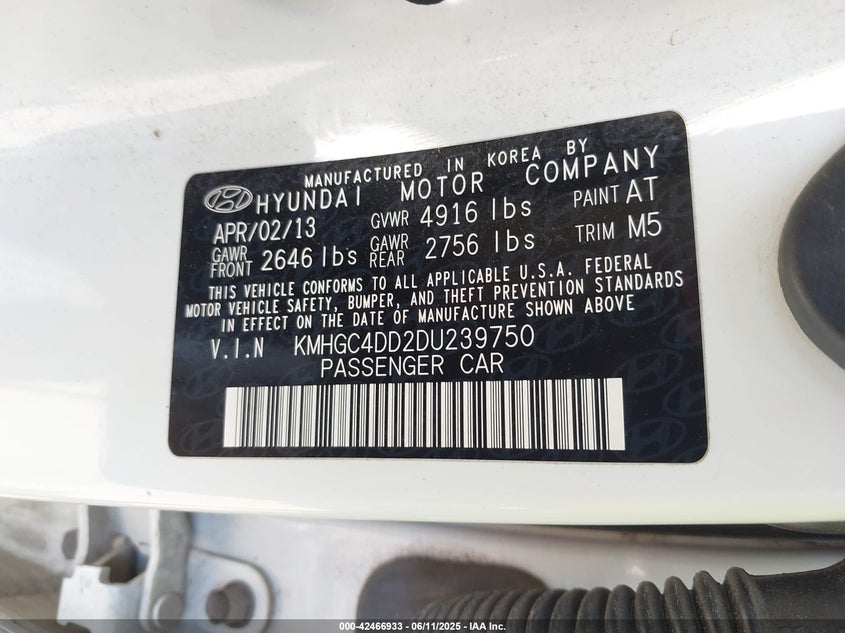 MANUFACTURED IN KOREA BY
HYUNDAI MOTOR COMPANY
APR/02/13 GVWR 4916 lbs PAINT AT
GAWR FRONT 2646 lbs GAWR REAR 2756 lbs TRIM M5
THIS VEHICLE CONFORMS TO ALL APPLICABLE U.S.A. FEDERAL
MOTOR VEHICLE SAFETY, BUMPER, AND THEFT PREVENTION STANDARDS
IN EFFECT ON THE DATE OF MANUFACTURE SHOWN ABOVE
V.I.N KMHGC4DD2DU239750
PASSENGER CAR
000-42466933 - 06/11/2025 - IAA Inc.